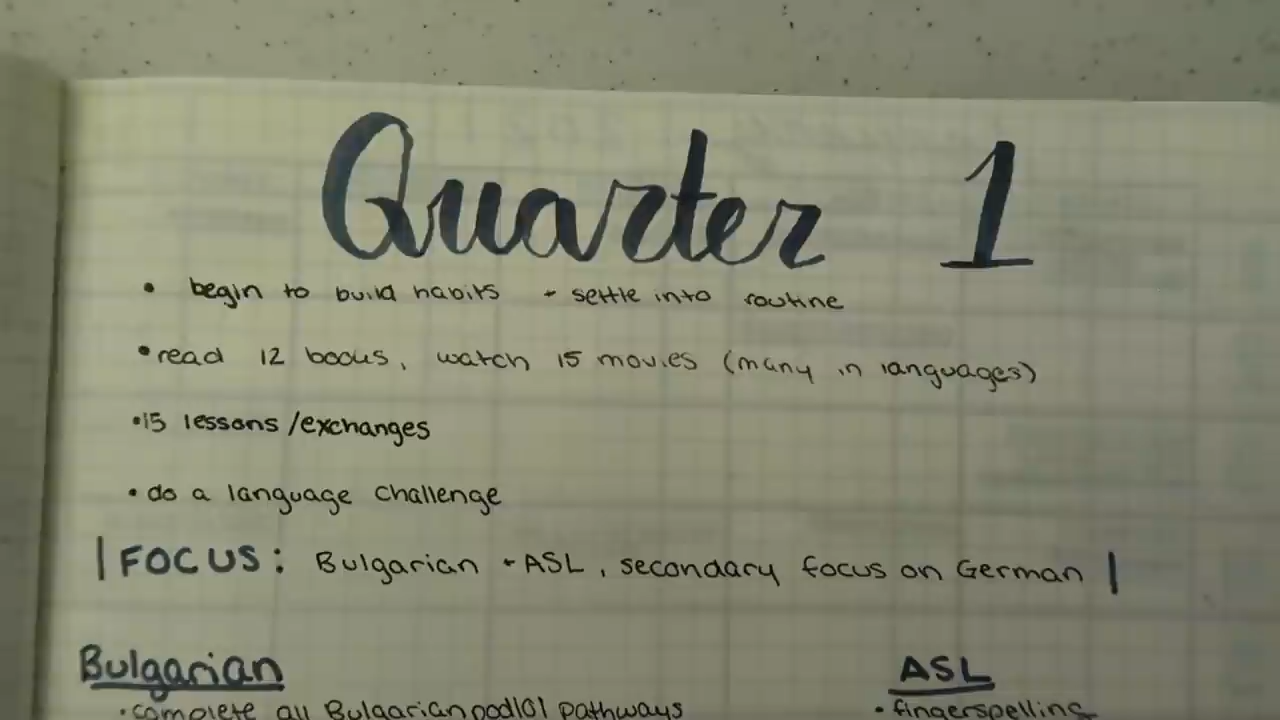 Quarter 1
• begin to build habits + settle into routine
• read 12 books, watch 15 movies (many in languages)
• 15 lessons/exchanges
• do a language challenge
| FOCUS: Bulgarian + ASL, secondary focus on German |
Bulgarian
• complete all Bulgarianpod101 pathways
ASL
• fingerspelling